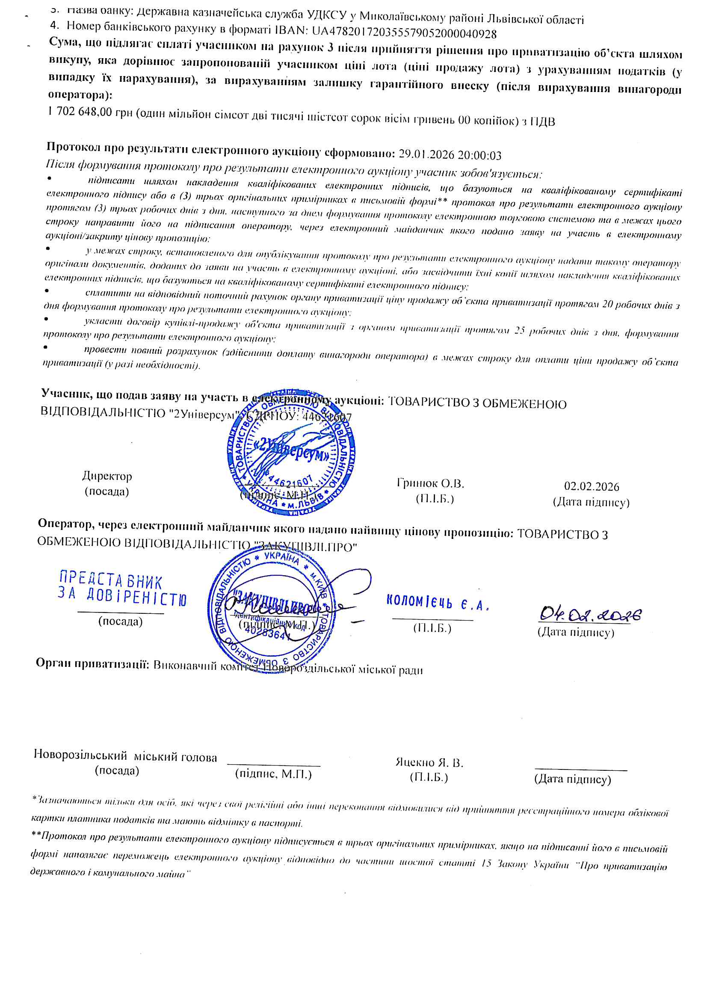 3. Назва банку: Державна казначейська служба УДКСУ у Миколаївському районі Львівської області
4. Номер банківського рахунку в форматі IBAN: UA478201720355579052000040928
Сума, що підлягає сплаті учасником на рахунок 3 після прийняття рішення про приватизацію об’єкта шляхом
викупу, яка дорівнює запропонованій учасником ціні лота (ціні продажу лота) з урахуванням податків (у
випадку їх нарахування), за вирахуванням залишку гарантійного внеску (після вирахування винагороди
оператора):
1 702 648,00 грн (один мільйон сімсот дві тисячі шістсот сорок вісім гривень 00 копійок) з ПДВ
Протокол про результати електронного аукціону сформовано: 29.01.2026 20:00:03
Після формування протоколу про результати електронного аукціону учасник зобов'язується:
• підписати шляхом накладення кваліфікованих електронних підписів, що базуються на кваліфікованому сертифікаті
електронного підпису або в (3) трьох оригінальних примірниках в письмовій формі** протокол про результати електронного аукціону
протягом (3) трьох робочих днів з дня, наступного за днем формування протоколу електронною торговою системою та в межах цього
строку направити його на підписання оператору, через електронний майданчик якого подано заяву на участь в електронному
аукціоні/закриту цінову пропозицію;
• у межах строку, встановленого для опублікування протоколу про результати електронного аукціону надати такому оператору
оригінали документів, доданих до заяви на участь в електронному аукціоні, або засвідчити їхні копії шляхом накладення кваліфікованих
електронних підписів, що базуються на кваліфікованому сертифікаті електронного підпису;
• сплатити на відповідний поточний рахунок органу приватизації ціну продажу об’єкта приватизації протягом 20 робочих днів з
дня формування протоколу про результати електронного аукціону;
• укласти договір купівлі-продажу об'єкта приватизації з органом приватизації протягом 25 робочих днів з дня, формування
протоколу про результати електронного аукціону;
• провести повний розрахунок (здійснити доплату винагороди оператора) в межах строку для оплати ціни продажу об’єкта
приватизації (у разі необхідності).
Учасник, що подав заяву на участь в електронному аукціоні: ТОВАРИСТВО З ОБМЕЖЕНОЮ
ВІДПОВІДАЛЬНІСТЮ "2Універсум", ЄДРПОУ: 44621607
ТОВАРИСТВО З ОБМЕЖЕНОЮ ВІДПОВІДАЛЬНІСТЮ * УКРАЇНА * м.ЛЬВІВ *
«2Універсум»
* 44621607
Директор Гринюк О.В. 02.02.2026
(посада) (підпис, М.П.) (П.І.Б.) (Дата підпису)
Оператор, через електронний майданчик якого надано найвищу цінову пропозицію: ТОВАРИСТВО З
ОБМЕЖЕНОЮ ВІДПОВІДАЛЬНІСТЮ "ЗАКУПІВЛІ.ПРО"
* УКРАЇНА * м.КИЇВ * ТОВАРИСТВО З ОБМЕЖЕНОЮ ВІДПОВІДАЛЬНІСТЮ
"ЗАКУПІВЛІ.ПРО"
Ідентифікаційний код
40283641
ПРЕДСТАВНИК
ЗА ДОВІРЕНІСТЮ КОЛОМІЄЦЬ Є.А. 04.02.2026
(посада) (підпис, М.П.) (П.І.Б.) (Дата підпису)
Орган приватизації: Виконавчий комітет Новороздільської міської ради
Новорозільський міський голова Яцекно Я. В.
(посада) (підпис, М.П.) (П.І.Б.) (Дата підпису)
*Зазначаються тільки для осіб, які через свої релігійні або інші переконання відмовилися від прийняття реєстраційного номера облікової
картки платника податків та мають відмітку в паспорті.
**Протокол про результати електронного аукціону підписується в трьох оригінальних примірниках, якщо на підписанні його в письмовій
формі наполягає переможець електронного аукціону відповідно до частини шостої статті 15 Закону України "Про приватизацію
державного і комунального майна"